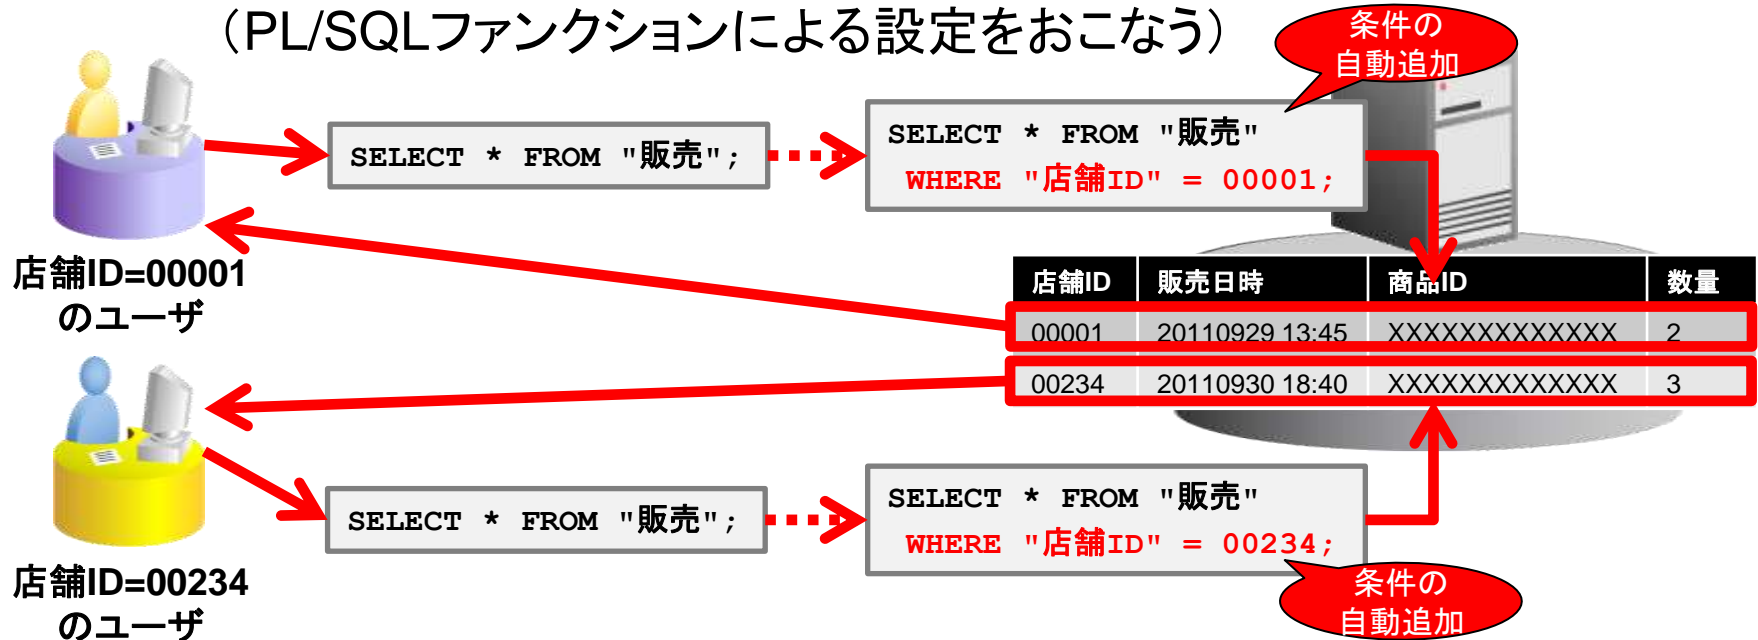 （PL/SQLファンクションによる設定をおこなう）
条件の
自動追加
SELECT * FROM "販売";
SELECT * FROM "販売"
WHERE "店舗ID" = 00001;
店舗ID=00001
のユーザ
店舗ID 販売日時 商品ID 数量
00001 20110929 13:45 XXXXXXXXXXXXX 2
00234 20110930 18:40 XXXXXXXXXXXXX 3
SELECT * FROM "販売";
SELECT * FROM "販売"
WHERE "店舗ID" = 00234;
店舗ID=00234
のユーザ
条件の
自動追加